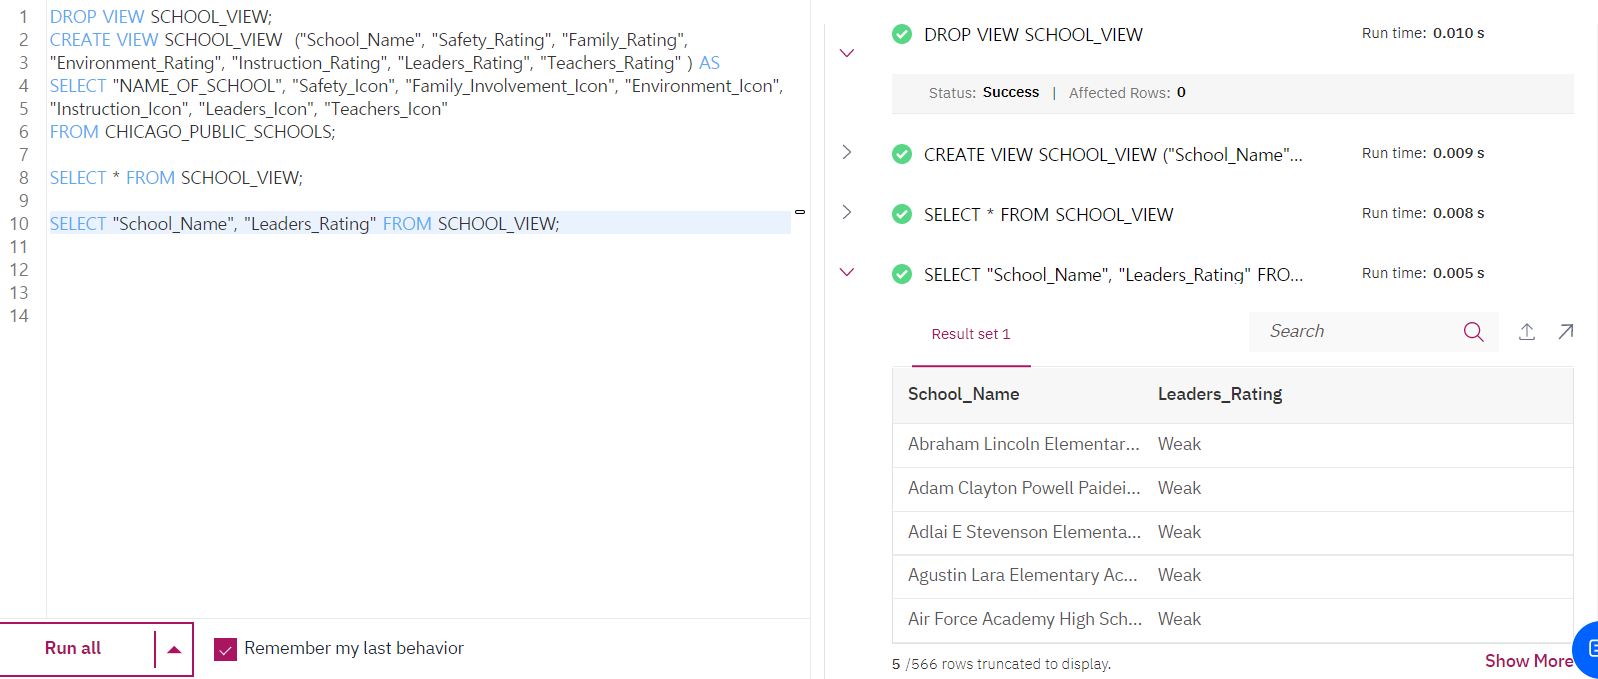 1 DROP VIEW SCHOOL_VIEW;
2 CREATE VIEW SCHOOL_VIEW ("School_Name", "Safety_Rating", "Family_Rating",
3 "Environment_Rating", "Instruction_Rating", "Leaders_Rating", "Teachers_Rating" ) AS
4 SELECT "NAME_OF_SCHOOL", "Safety_Icon", "Family_Involvement_Icon", "Environment_Icon",
5 "Instruction_Icon", "Leaders_Icon", "Teachers_Icon"
6 FROM CHICAGO_PUBLIC_SCHOOLS;
7
8 SELECT * FROM SCHOOL_VIEW;
9
10 SELECT "School_Name", "Leaders_Rating" FROM SCHOOL_VIEW;
11
12
13
14
Run all
Remember my last behavior
DROP VIEW SCHOOL_VIEW Run time: 0.010 s
Status: Success | Affected Rows: 0
CREATE VIEW SCHOOL_VIEW ("School_Name"... Run time: 0.009 s
SELECT * FROM SCHOOL_VIEW Run time: 0.008 s
SELECT "School_Name", "Leaders_Rating" FRO... Run time: 0.005 s
Result set 1 Search
School_Name Leaders_Rating
Abraham Lincoln Elementar... Weak
Adam Clayton Powell Paidei... Weak
Adlai E Stevenson Elementa... Weak
Agustin Lara Elementary Ac... Weak
Air Force Academy High Sch... Weak
5 /566 rows truncated to display. Show More